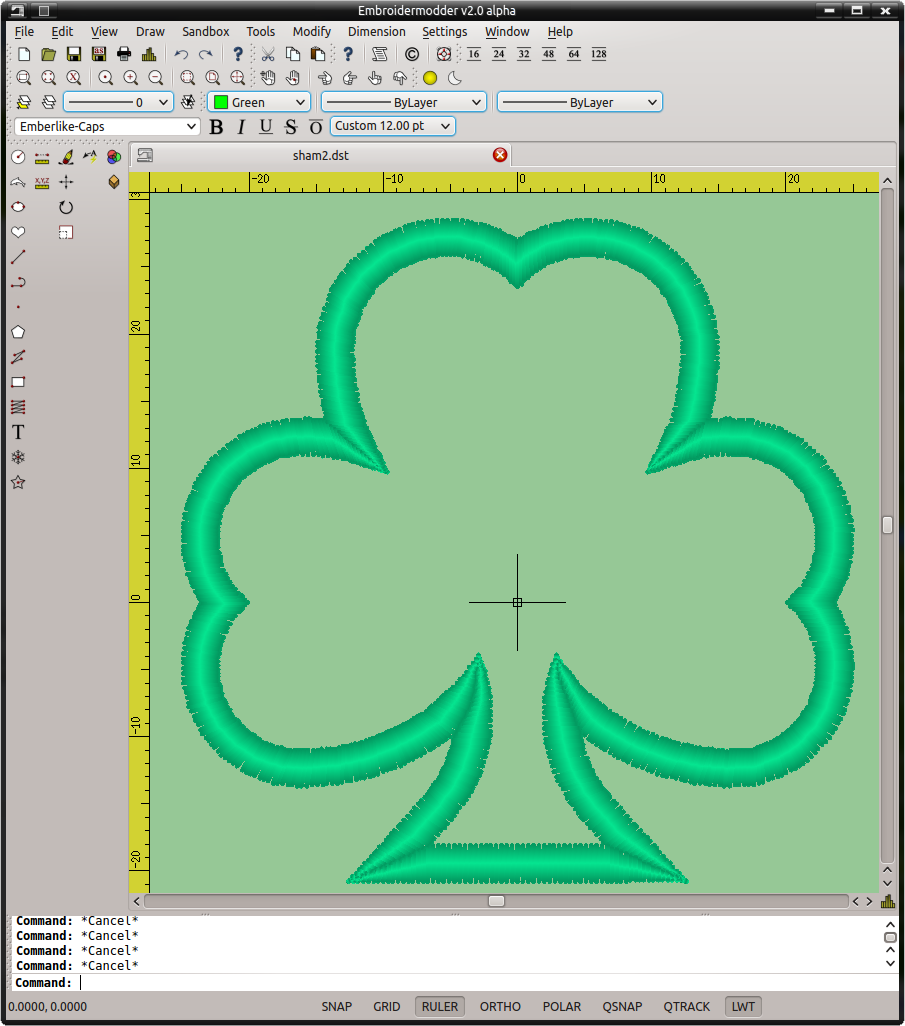 Embroidermodder v2.0 alpha
File Edit View Draw Sandbox Tools Modify Dimension Settings Window Help
16 24 32 48 64 128
0 Green ByLayer ByLayer
Emberlike-Caps B I U S O Custom 12.00 pt
sham2.dst
-20 -10 0 10 20
3
20
10
0
-10
-20
X,Y,Z
T
Command: *Cancel*
Command: *Cancel*
Command: *Cancel*
Command: *Cancel*
Command:
0.0000, 0.0000 SNAP GRID RULER ORTHO POLAR QSNAP QTRACK LWT